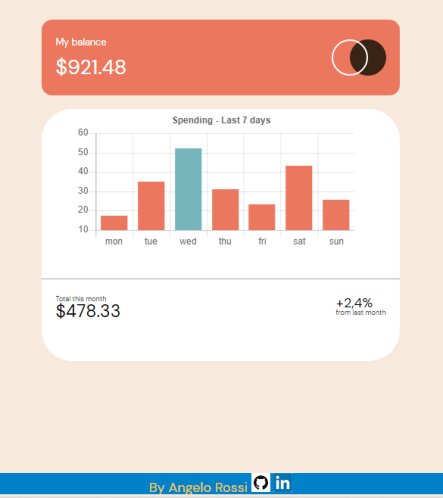 My balance
$921.48
Spending - Last 7 days
60
50
40
30
20
10
mon tue wed thu fri sat sun
Total this month
$478.33
+2,4%
from last month
By Angelo Rossi in